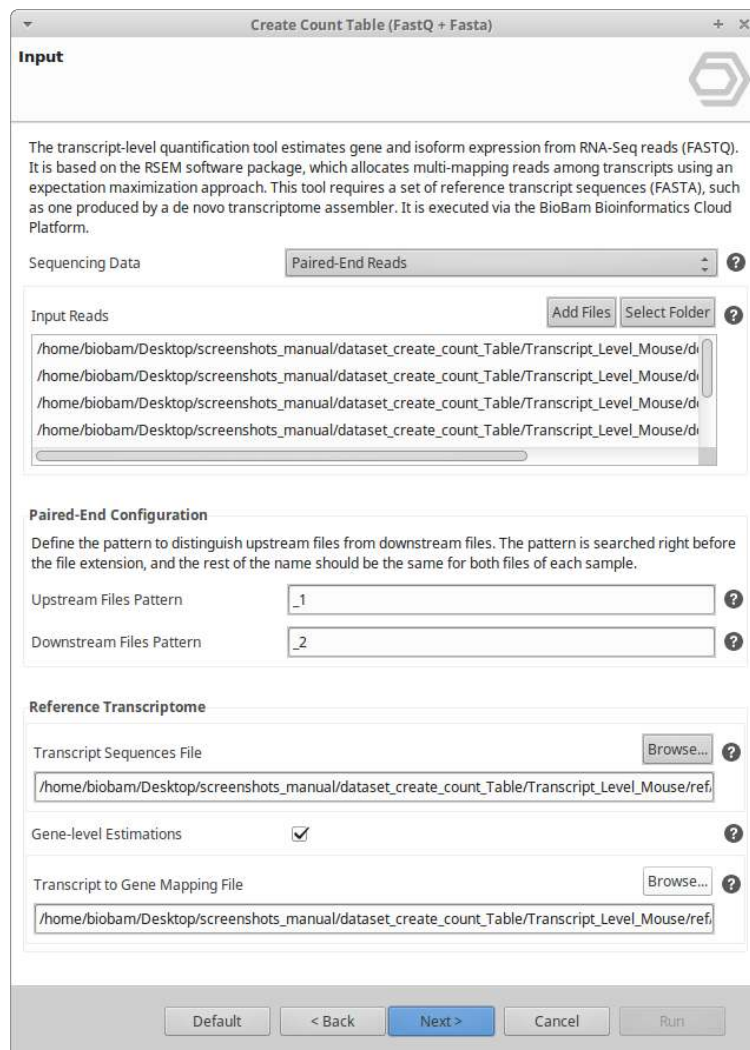 Create Count Table (FastQ + Fasta)
Input
The transcript-level quantification tool estimates gene and isoform expression from RNA-Seq reads (FASTQ).
It is based on the RSEM software package, which allocates multi-mapping reads among transcripts using an
expectation maximization approach. This tool requires a set of reference transcript sequences (FASTA), such
as one produced by a de novo transcriptome assembler. It is executed via the BioBam Bioinformatics Cloud
Platform.
Sequencing Data Paired-End Reads ?
Input Reads Add Files Select Folder ?
/home/biobam/Desktop/screenshots_manual/dataset_create_count_Table/Transcript_Level_Mouse/d
/home/biobam/Desktop/screenshots_manual/dataset_create_count_Table/Transcript_Level_Mouse/d
/home/biobam/Desktop/screenshots_manual/dataset_create_count_Table/Transcript_Level_Mouse/d
/home/biobam/Desktop/screenshots_manual/dataset_create_count_Table/Transcript_Level_Mouse/d
Paired-End Configuration
Define the pattern to distinguish upstream files from downstream files. The pattern is searched right before
the file extension, and the rest of the name should be the same for both files of each sample.
Upstream Files Pattern _1 ?
Downstream Files Pattern _2 ?
Reference Transcriptome
Transcript Sequences File Browse... ?
/home/biobam/Desktop/screenshots_manual/dataset_create_count_Table/Transcript_Level_Mouse/ref/
Gene-level Estimations ?
Transcript to Gene Mapping File Browse... ?
/home/biobam/Desktop/screenshots_manual/dataset_create_count_Table/Transcript_Level_Mouse/ref/
Default < Back Next > Cancel Run